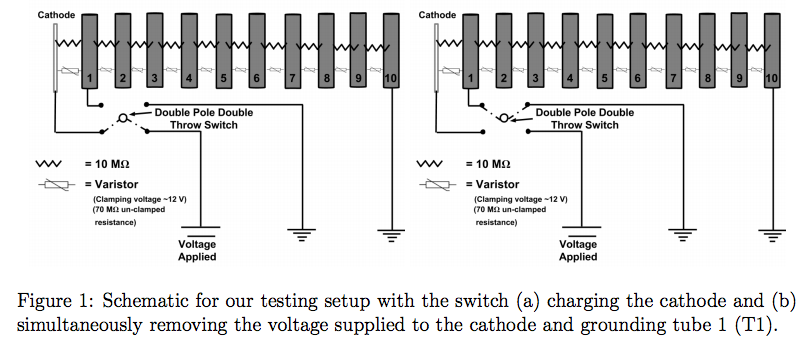 Cathode
1 2 3 4 5 6 7 8 9 10
Double Pole Double
Throw Switch
= 10 MΩ
= Varistor
(Clamping voltage ~12 V)
(70 MΩ un-clamped
resistance)
Voltage
Applied
Cathode
1 2 3 4 5 6 7 8 9 10
Double Pole Double
Throw Switch
= 10 MΩ
= Varistor
(Clamping voltage ~12 V)
(70 MΩ un-clamped
resistance)
Voltage
Applied
Figure 1: Schematic for our testing setup with the switch (a) charging the cathode and (b)
simultaneously removing the voltage supplied to the cathode and grounding tube 1 (T1).